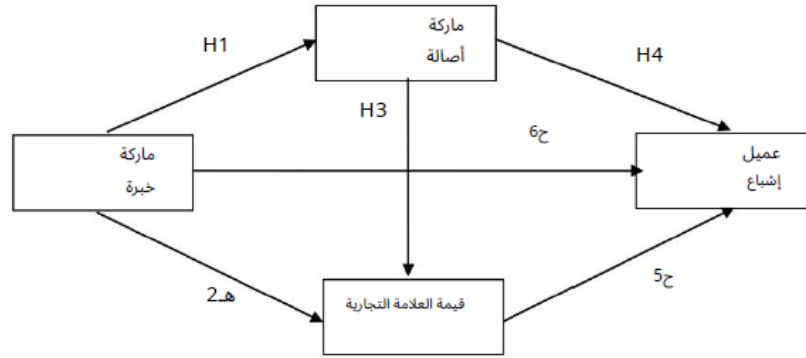 ماركة
أصالة
H1
H4
H3
ح6
ماركة
خبرة
عميل
إشباع
هـ2
قيمة العلامة التجارية
ح5